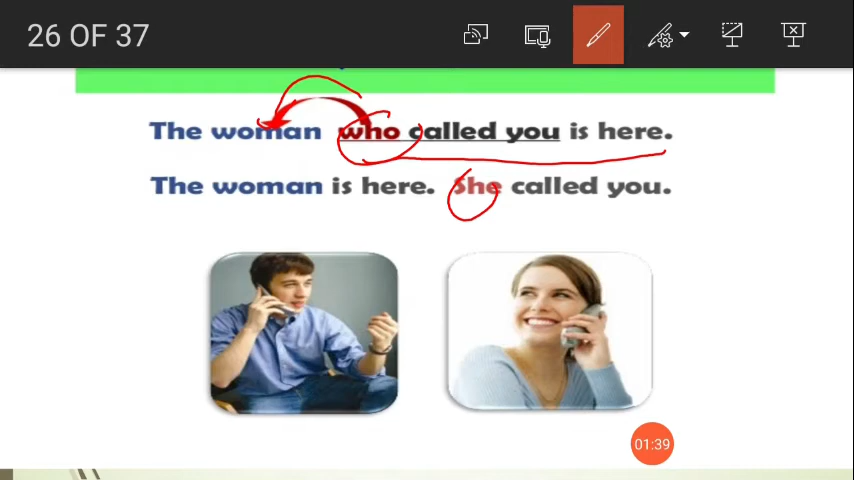 26 OF 37
The woman who called you is here.
The woman is here. She called you.
01:39